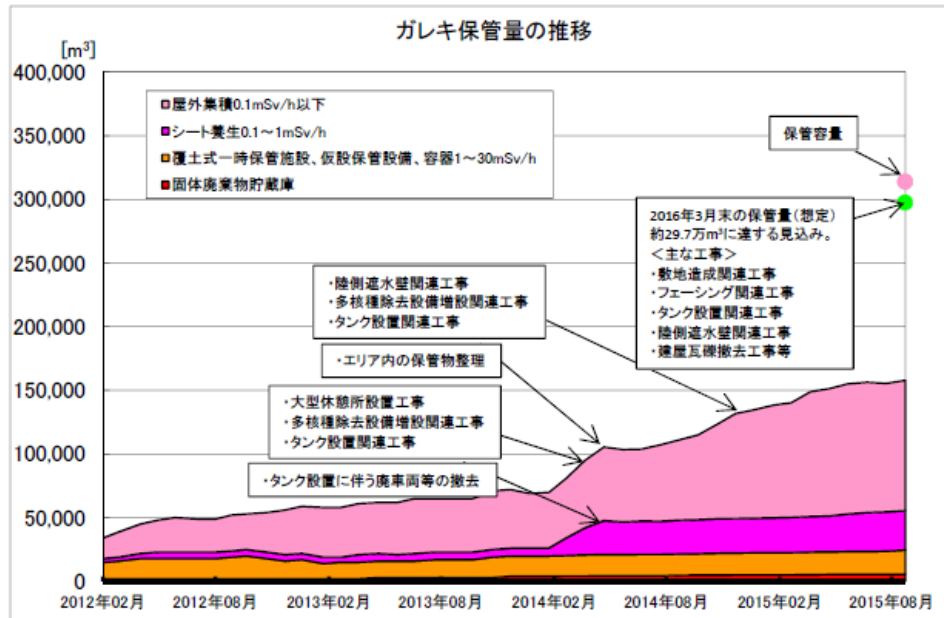 ガレキ保管量の推移
[m³]
400,000
350,000
300,000
250,000
200,000
150,000
100,000
50,000
0
屋外集積0.1mSv/h以下
シート養生0.1～1mSv/h
覆土式一時保管施設、仮設保管設備、容器1～30mSv/h
固体廃棄物貯蔵庫
保管容量
2016年3月末の保管量(想定)
約29.7万m³に達する見込み。
＜主な工事＞
・敷地造成関連工事
・フェーシング関連工事
・タンク設置関連工事
・陸側遮水壁関連工事
・建屋瓦礫撤去工事等
・陸側遮水壁関連工事
・多核種除去設備増設関連工事
・タンク設置関連工事
・エリア内の保管物整理
・大型休憩所設置工事
・多核種除去設備増設関連工事
・タンク設置関連工事
・タンク設置に伴う廃車両等の撤去
2012年02月
2012年08月
2013年02月
2013年08月
2014年02月
2014年08月
2015年02月
2015年08月